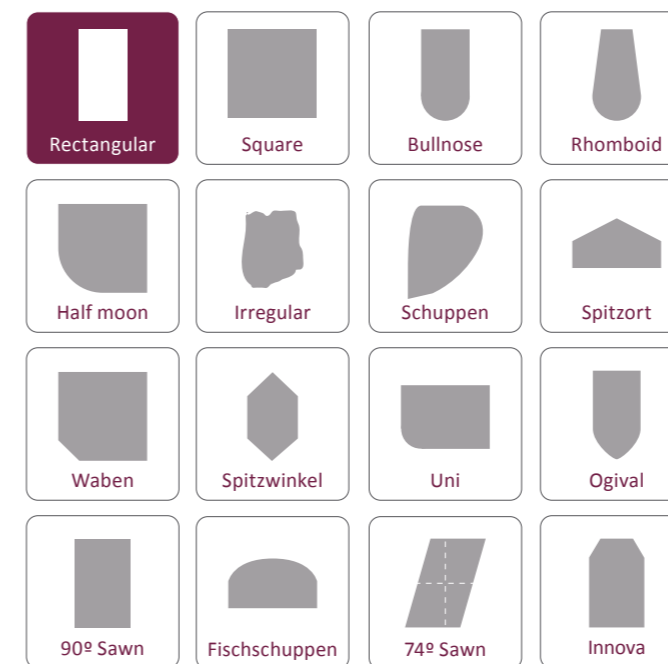 Rectangular
Square
Bullnose
Rhomboid
Half moon
Irregular
Schuppen
Spitzort
Waben
Spitzwinkel
Uni
Ogival
90º Sawn
Fischschuppen
74º Sawn
Innova